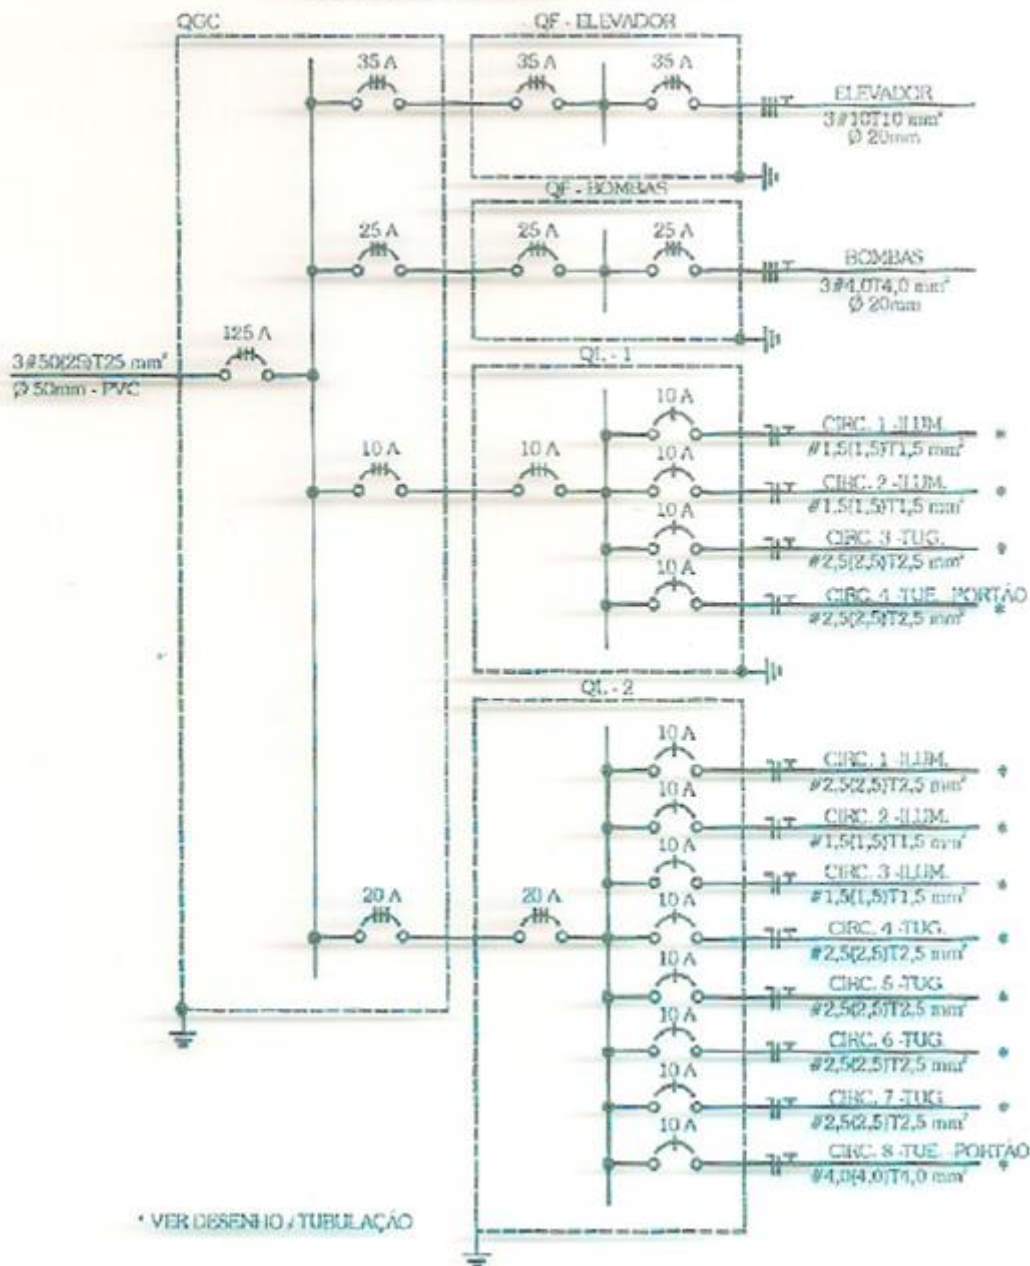 QGC
QF - ELEVADOR
35 A
35 A
35 A
ELEVADOR
3#10T10 mm²
Ø 20mm
QF - BOMBAS
25 A
25 A
25 A
BOMBAS
3#4,0T4,0 mm²
Ø 20mm
125 A
3#50(25)T25 mm²
Ø 50mm - PVC
QL - 1
10 A
10 A
10 A
CIRC. 1 -ILUM. *
#1,5(1,5)T1,5 mm²
10 A
CIRC. 2 -ILUM. *
#1,5(1,5)T1,5 mm²
10 A
CIRC. 3 -TUG. *
#2,5(2,5)T2,5 mm²
10 A
CIRC. 4 -TUE. PORTÃO
#2,5(2,5)T2,5 mm² *
QL - 2
20 A
20 A
10 A
CIRC. 1 -ILUM. *
#2,5(2,5)T2,5 mm²
10 A
CIRC. 2 -ILUM. *
#1,5(1,5)T1,5 mm²
10 A
CIRC. 3 -ILUM. *
#1,5(1,5)T1,5 mm²
10 A
CIRC. 4 -TUG. *
#2,5(2,5)T2,5 mm²
10 A
CIRC. 5 -TUG *
#2,5(2,5)T2,5 mm²
10 A
CIRC. 6 -TUG. *
#2,5(2,5)T2,5 mm²
10 A
CIRC. 7 -TUG *
#2,5(2,5)T2,5 mm²
10 A
CIRC. 8 -TUE. PORTÃO
#4,0(4,0)T4,0 mm² *
* VER DESENHO / TUBULAÇÃO